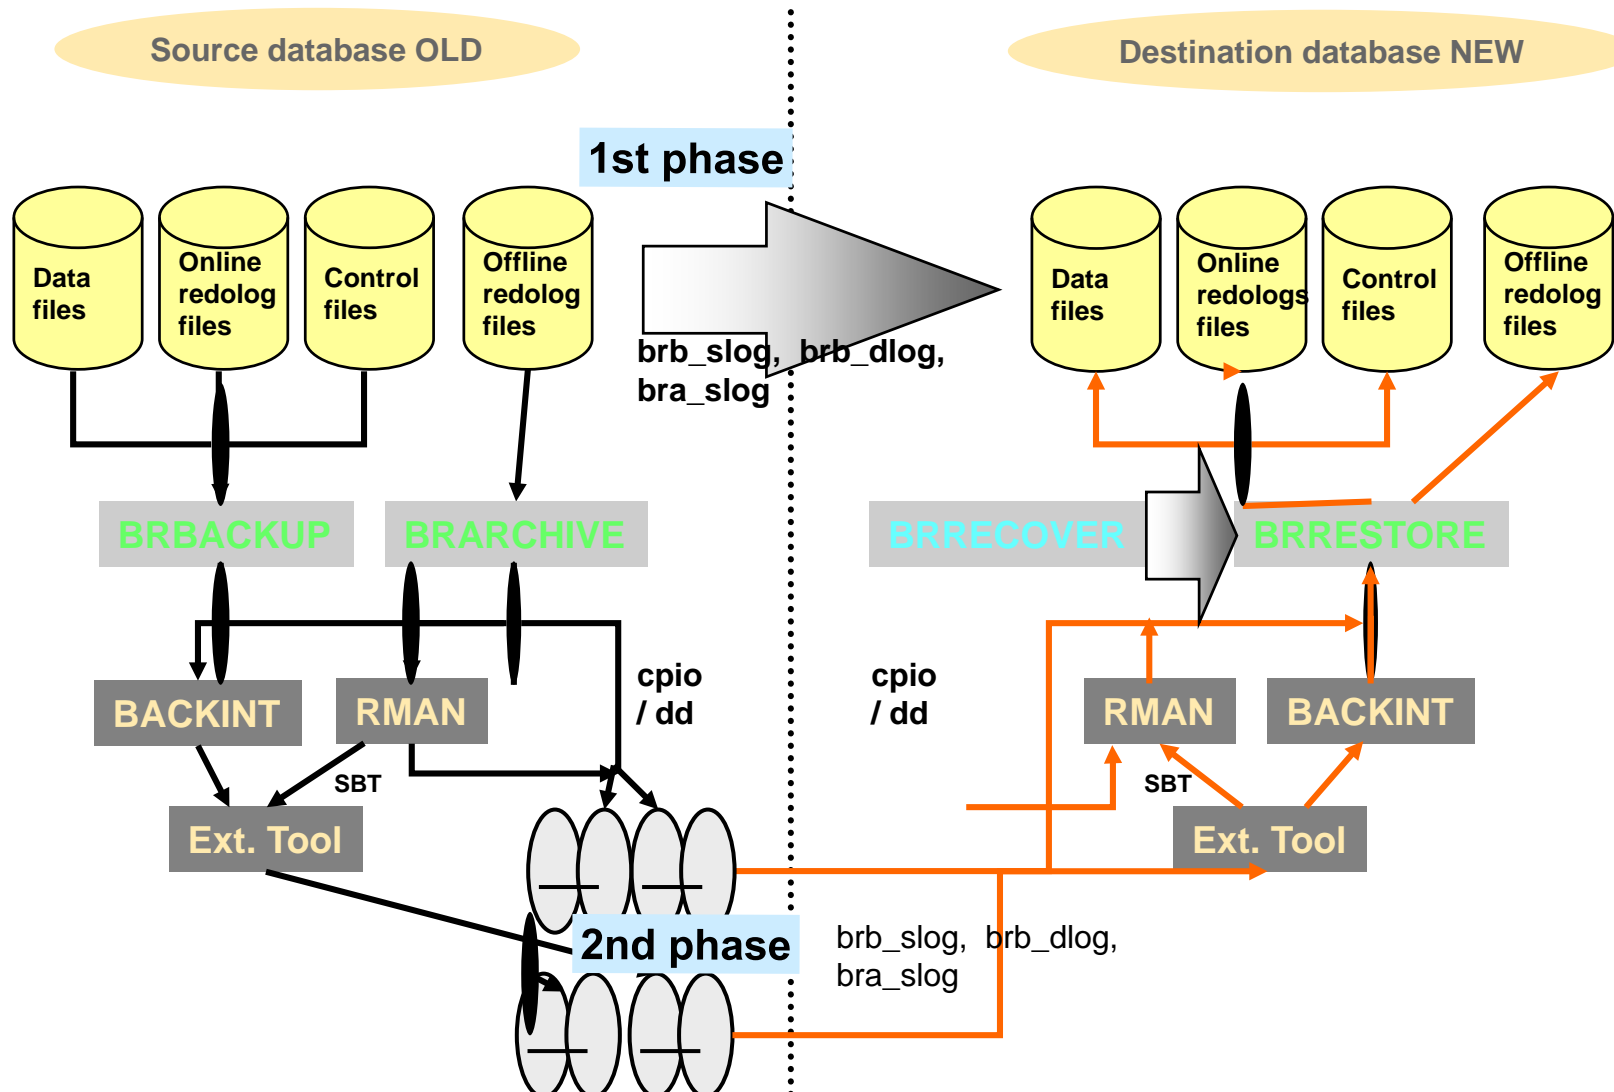 Source database OLD
Destination database NEW
1st phase
Data
files
Online
redolog
files
Control
files
Offline
redolog
files
brb_slog, brb_dlog,
bra_slog
Data
files
Online
redologs
files
Control
files
Offline
redolog
files
BRBACKUP
BRARCHIVE
BRRECOVER
BRRESTORE
cpio
/ dd
cpio
/ dd
BACKINT
RMAN
RMAN
BACKINT
SBT
SBT
Ext. Tool
Ext. Tool
2nd phase
brb_slog, brb_dlog,
bra_slog